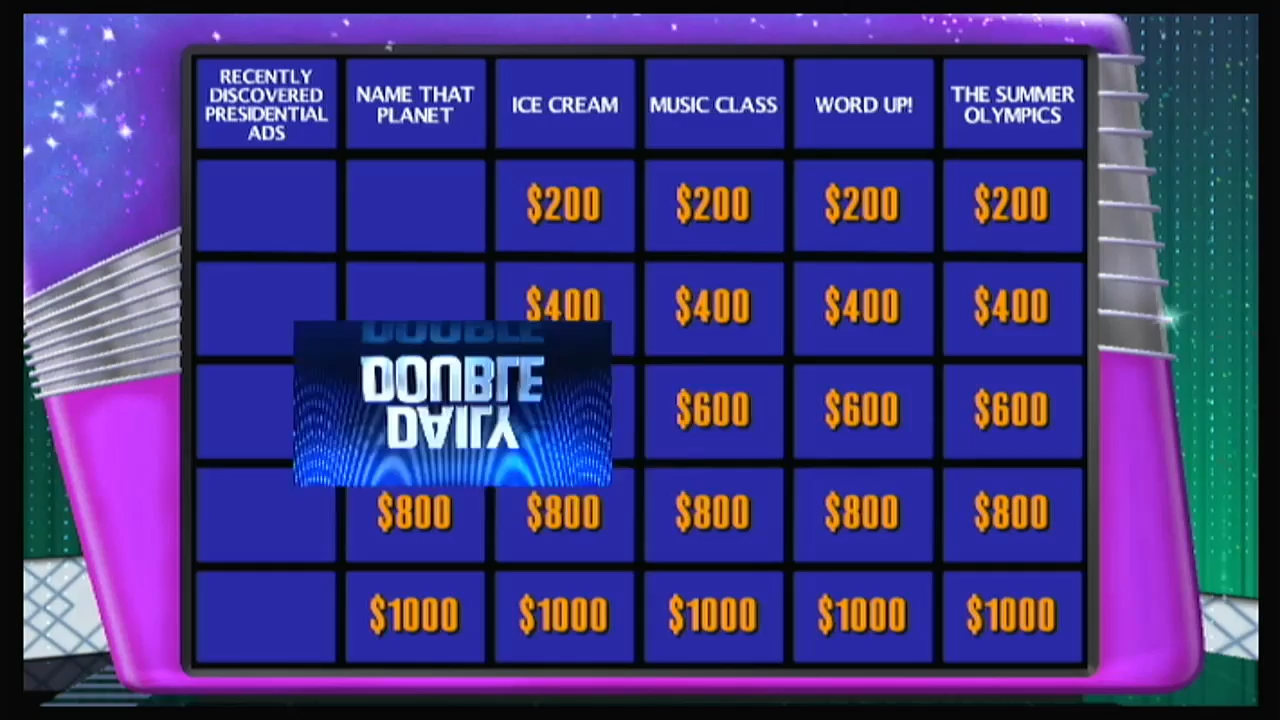 RECENTLY
DISCOVERED
PRESIDENTIAL
ADS
NAME THAT
PLANET
ICE CREAM
MUSIC CLASS
WORD UP!
THE SUMMER
OLYMPICS
$200
$200
$200
$200
$400
$400
$400
$400
DOUBLE
DOUBLE
DAILY
$600
$600
$600
$800
$800
$800
$800
$800
$1000
$1000
$1000
$1000
$1000